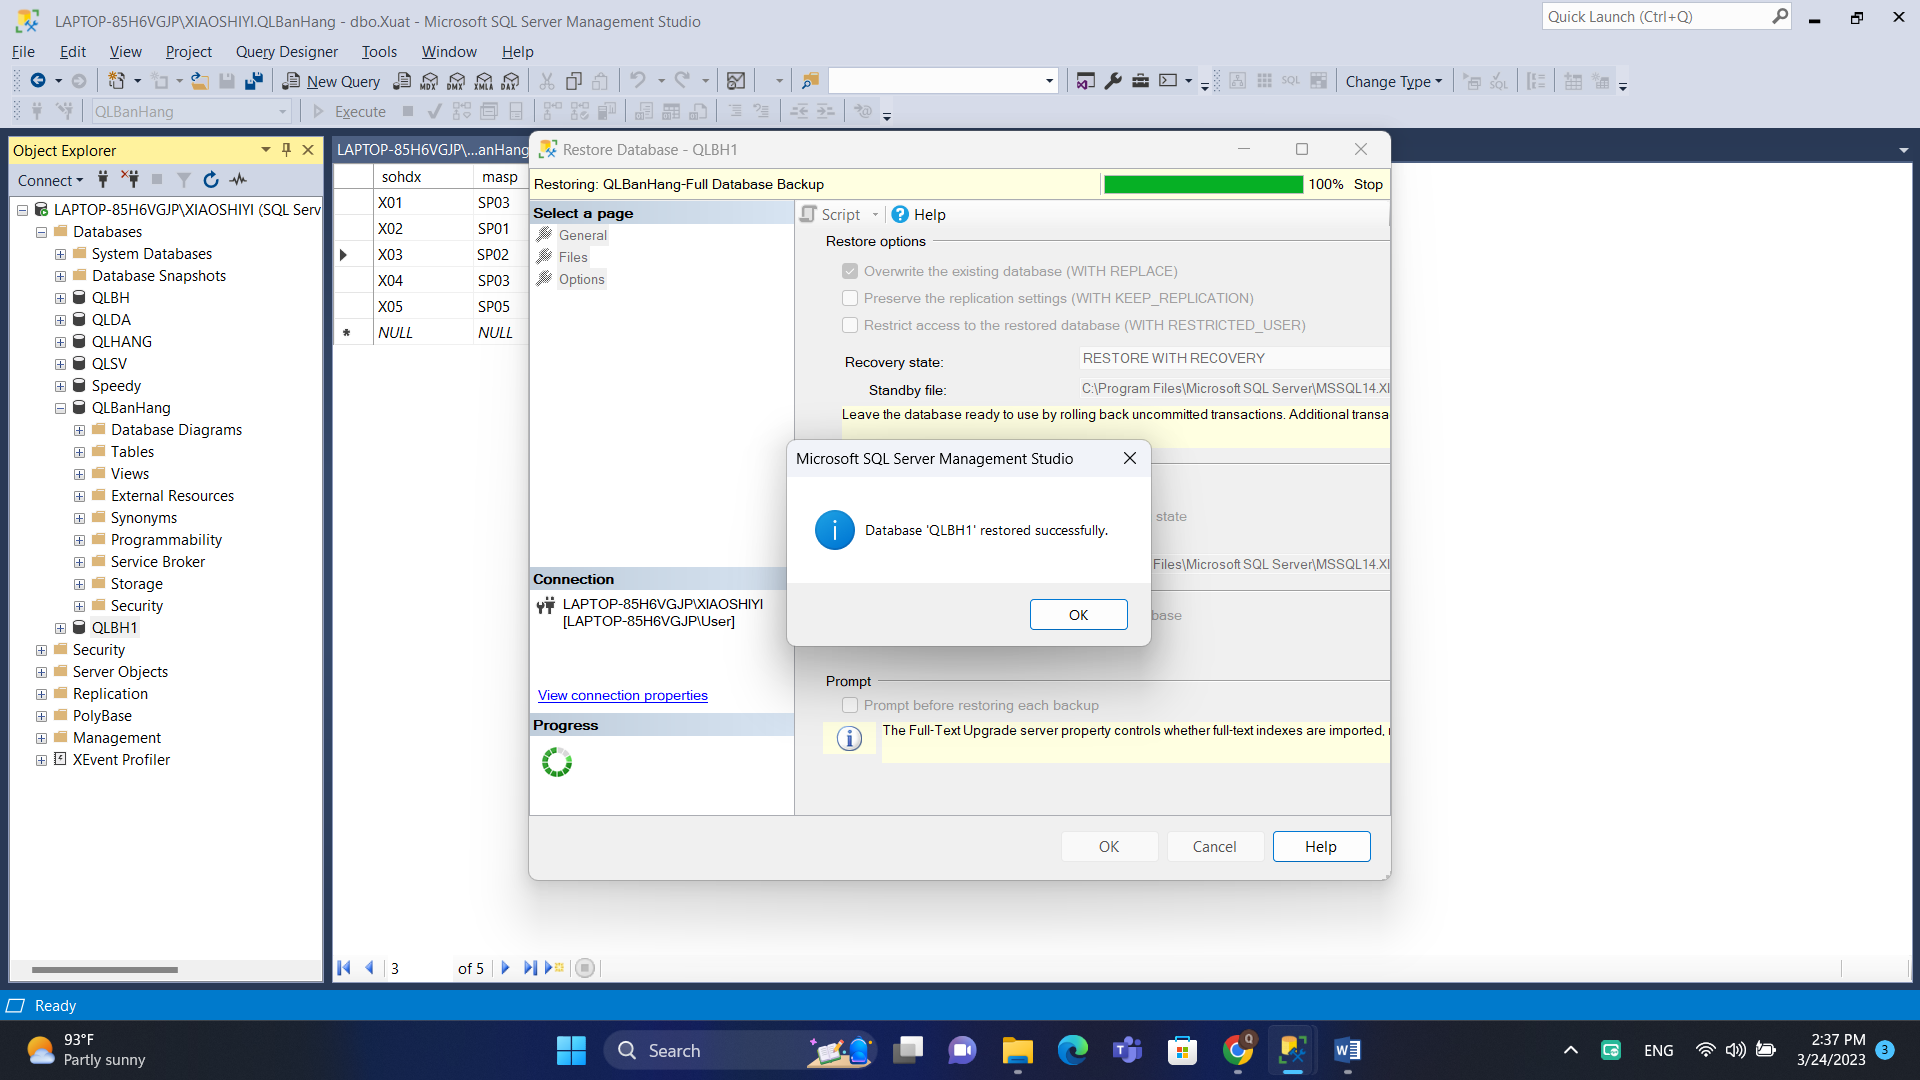 LAPTOP-85H6VGJP\XIAOSHIYI.QLBanHang - dbo.Xuat - Microsoft SQL Server Management Studio
Quick Launch (Ctrl+Q)
File Edit View Project Query Designer Tools Window Help
New Query MDX DMX XMLA DAX SQL Change Type
QLBanHang Execute
Object Explorer
Connect
LAPTOP-85H6VGJP\XIAOSHIYI (SQL Serv
Databases
System Databases
Database Snapshots
QLBH
QLDA
QLHANG
QLSV
Speedy
QLBanHang
Database Diagrams
Tables
Views
External Resources
Synonyms
Programmability
Service Broker
Storage
Security
QLBH1
Security
Server Objects
Replication
PolyBase
Management
XEvent Profiler
LAPTOP-85H6VGJP\...anHang
sohdx masp
X01 SP03
X02 SP01
X03 SP02
X04 SP03
X05 SP05
NULL NULL
3 of 5
Restore Database - QLBH1
Restoring: QLBanHang-Full Database Backup 100% Stop
Select a page
General
Files
Options
Script Help
Restore options
Overwrite the existing database (WITH REPLACE)
Preserve the replication settings (WITH KEEP_REPLICATION)
Restrict access to the restored database (WITH RESTRICTED_USER)
Recovery state: RESTORE WITH RECOVERY
Standby file: C:\Program Files\Microsoft SQL Server\MSSQL14.XI
Leave the database ready to use by rolling back uncommitted transactions. Additional transa
state
Files\Microsoft SQL Server\MSSQL14.XI
base
Microsoft SQL Server Management Studio
Database 'QLBH1' restored successfully.
OK
Connection
LAPTOP-85H6VGJP\XIAOSHIYI
[LAPTOP-85H6VGJP\User]
View connection properties
Progress
Prompt
Prompt before restoring each backup
The Full-Text Upgrade server property controls whether full-text indexes are imported,
OK Cancel Help
Ready
93°F
Partly sunny
Search
ENG
2:37 PM
3/24/2023
3